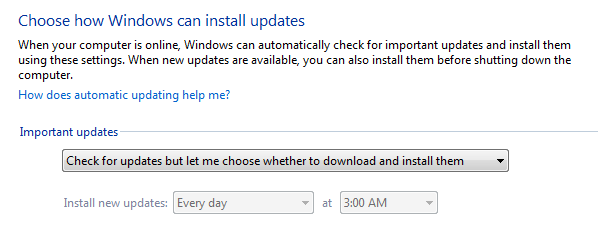 Choose how Windows can install updates
When your computer is online, Windows can automatically check for important updates and install them
using these settings. When new updates are available, you can also install them before shutting down the
computer.
How does automatic updating help me?
Important updates
Check for updates but let me choose whether to download and install them
Install new updates: Every day at 3:00 AM